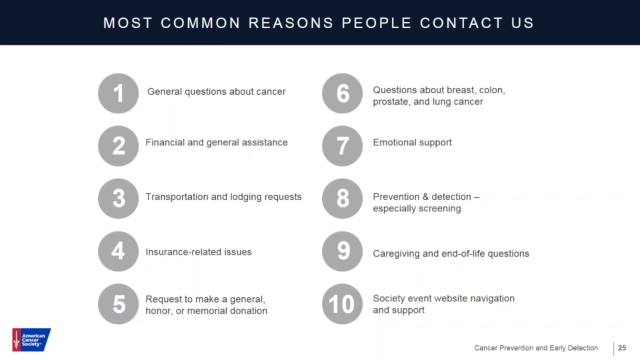 MOST COMMON REASONS PEOPLE CONTACT US
1 General questions about cancer
2 Financial and general assistance
3 Transportation and lodging requests
4 Insurance-related issues
5 Request to make a general,
honor, or memorial donation
6 Questions about breast, colon,
prostate, and lung cancer
7 Emotional support
8 Prevention & detection –
especially screening
9 Caregiving and end-of-life questions
10 Society event website navigation
and support
American
Cancer
Society
Cancer Prevention and Early Detection
25